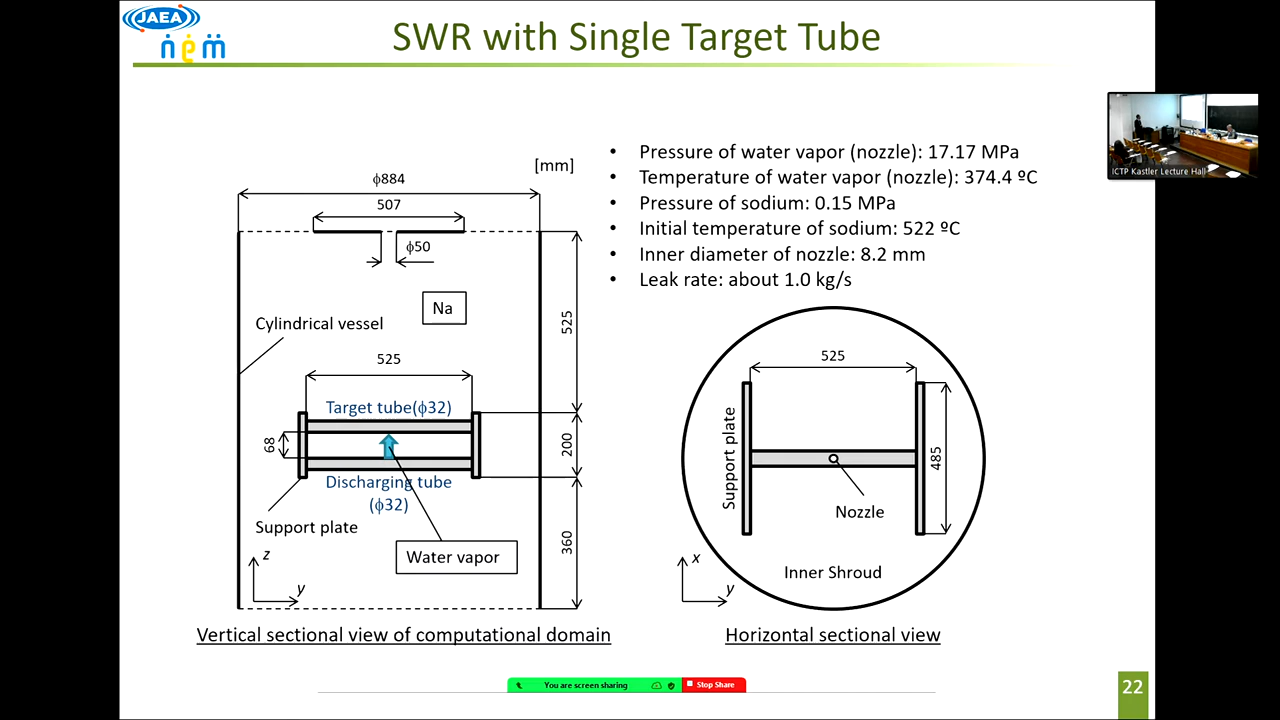 JAEA
nem
SWR with Single Target Tube
ICTP Kastler Lecture Hall
• Pressure of water vapor (nozzle): 17.17 MPa
• Temperature of water vapor (nozzle): 374.4 ºC
• Pressure of sodium: 0.15 MPa
• Initial temperature of sodium: 522 ºC
• Inner diameter of nozzle: 8.2 mm
• Leak rate: about 1.0 kg/s
[mm]
ϕ884
507
ϕ50
Na
Cylindrical vessel
525
525
Target tube(ϕ32)
68
200
Discharging tube
(ϕ32)
Support plate
Water vapor
360
z
y
Vertical sectional view of computational domain
525
Support plate
485
Nozzle
Inner Shroud
x
y
Horizontal sectional view
You are screen sharing
Stop Share
22